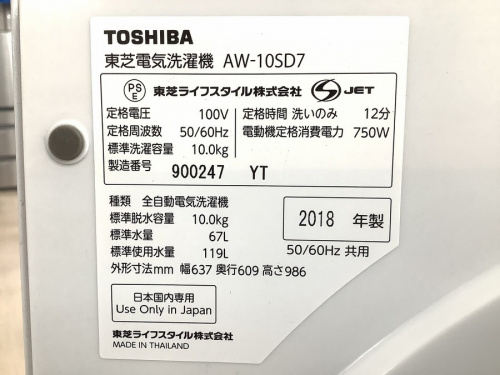 TOSHIBA
東芝電気洗濯機 AW-10SD7
PS E 東芝ライフスタイル株式会社 S JET
定格電圧 100V 定格時間 洗いのみ 12分
定格周波数 50/60Hz 電動機定格消費電力 750W
標準洗濯容量 10.0kg
製造番号 900247 YT
種類 全自動電気洗濯機
標準脱水容量 10.0kg 2018 年製
標準水量 67L
標準使用水量 119L 50/60Hz 共用
外形寸法mm 幅637 奥行609 高さ986
日本国内専用
Use Only in Japan
東芝ライフスタイル株式会社
MADE IN THAILAND